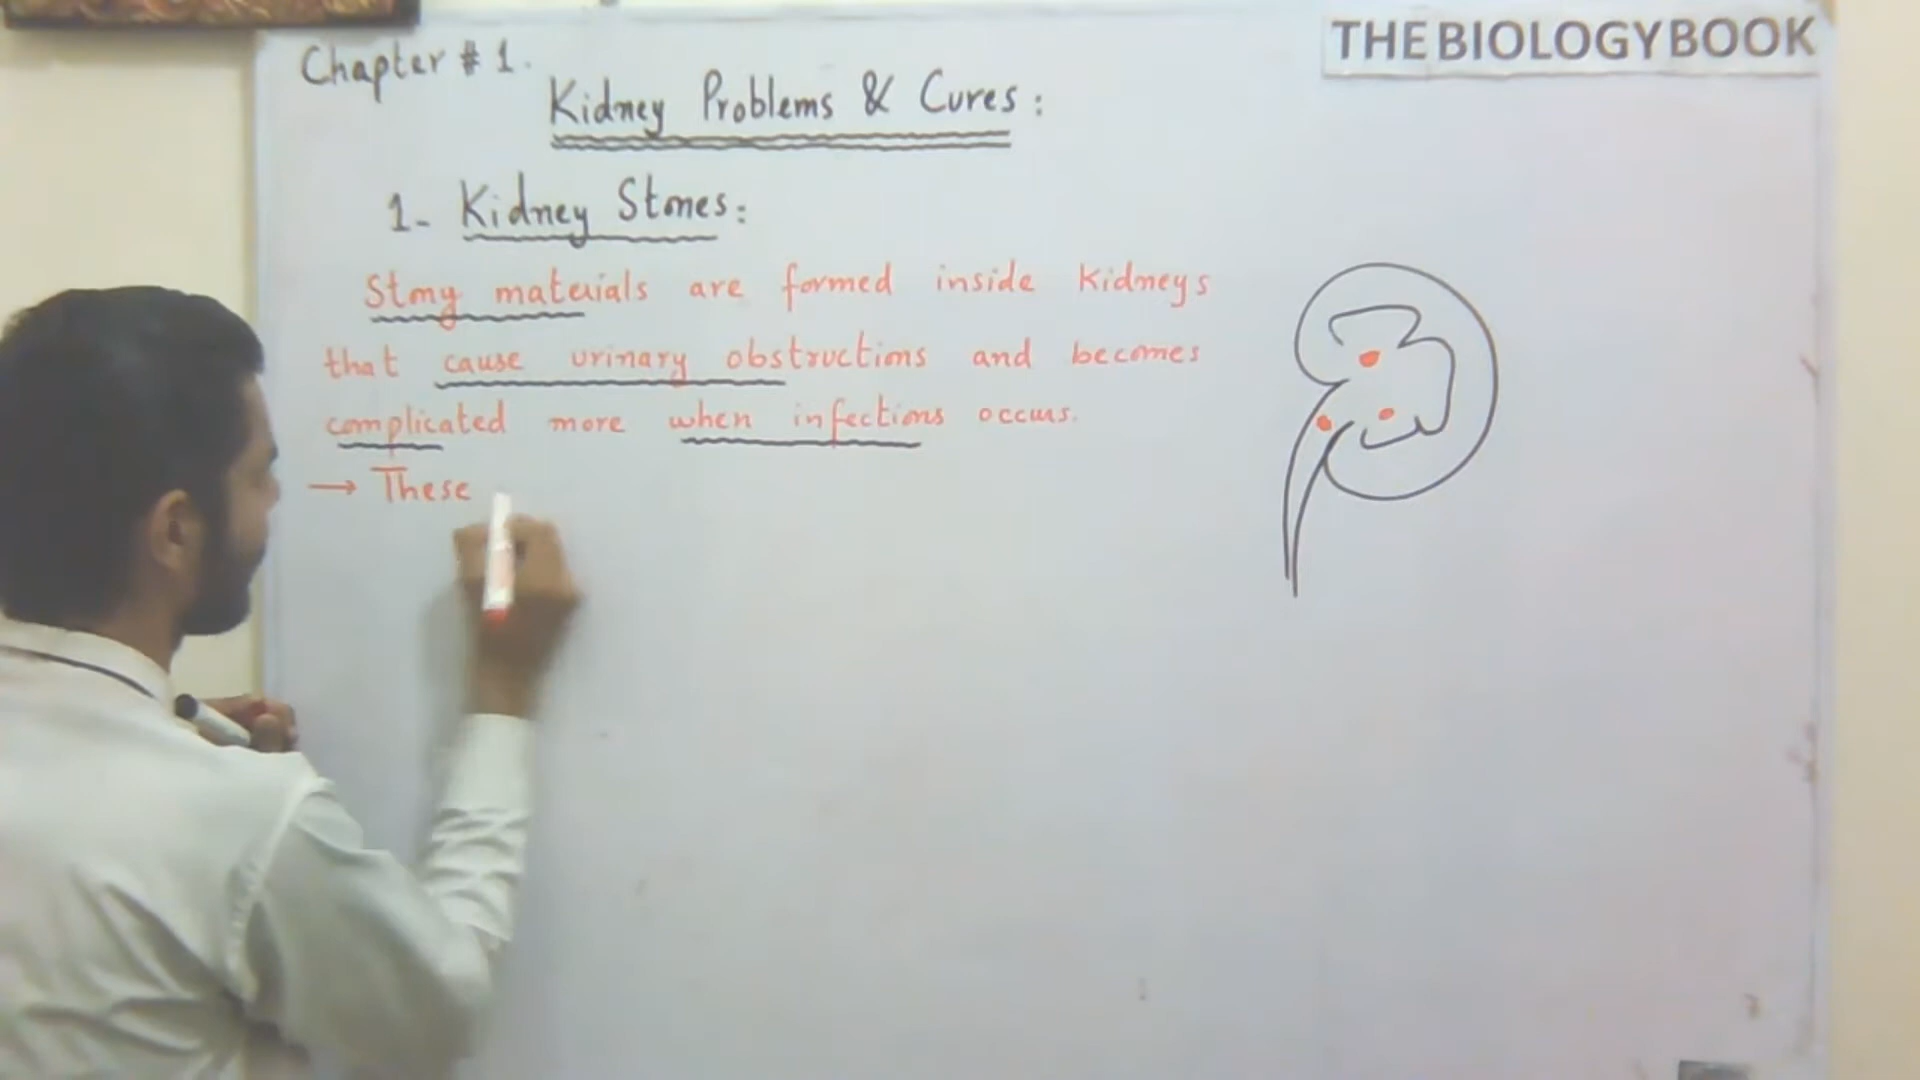 Chapter # 1.
THE BIOLOGY BOOK
Kidney Problems & Cures:
1- Kidney Stones:
Stony materials are formed inside Kidneys
that cause urinary obstructions and becomes
complicated more when infections occurs.
→ These